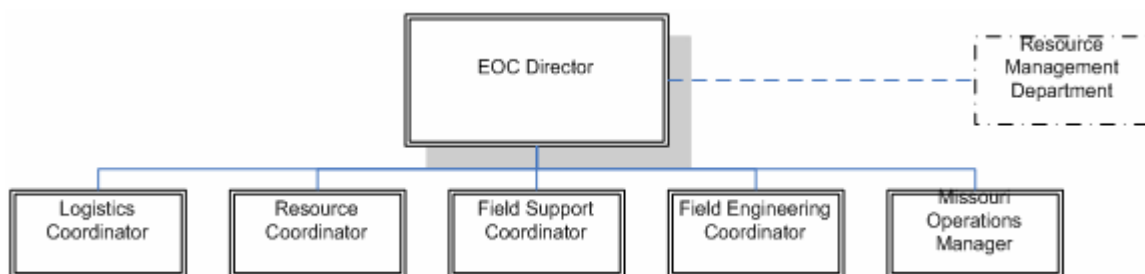 EOC Director
Resource
Management
Department
Logistics
Coordinator
Resource
Coordinator
Field Support
Coordinator
Field Engineering
Coordinator
Missouri
Operations
Manager